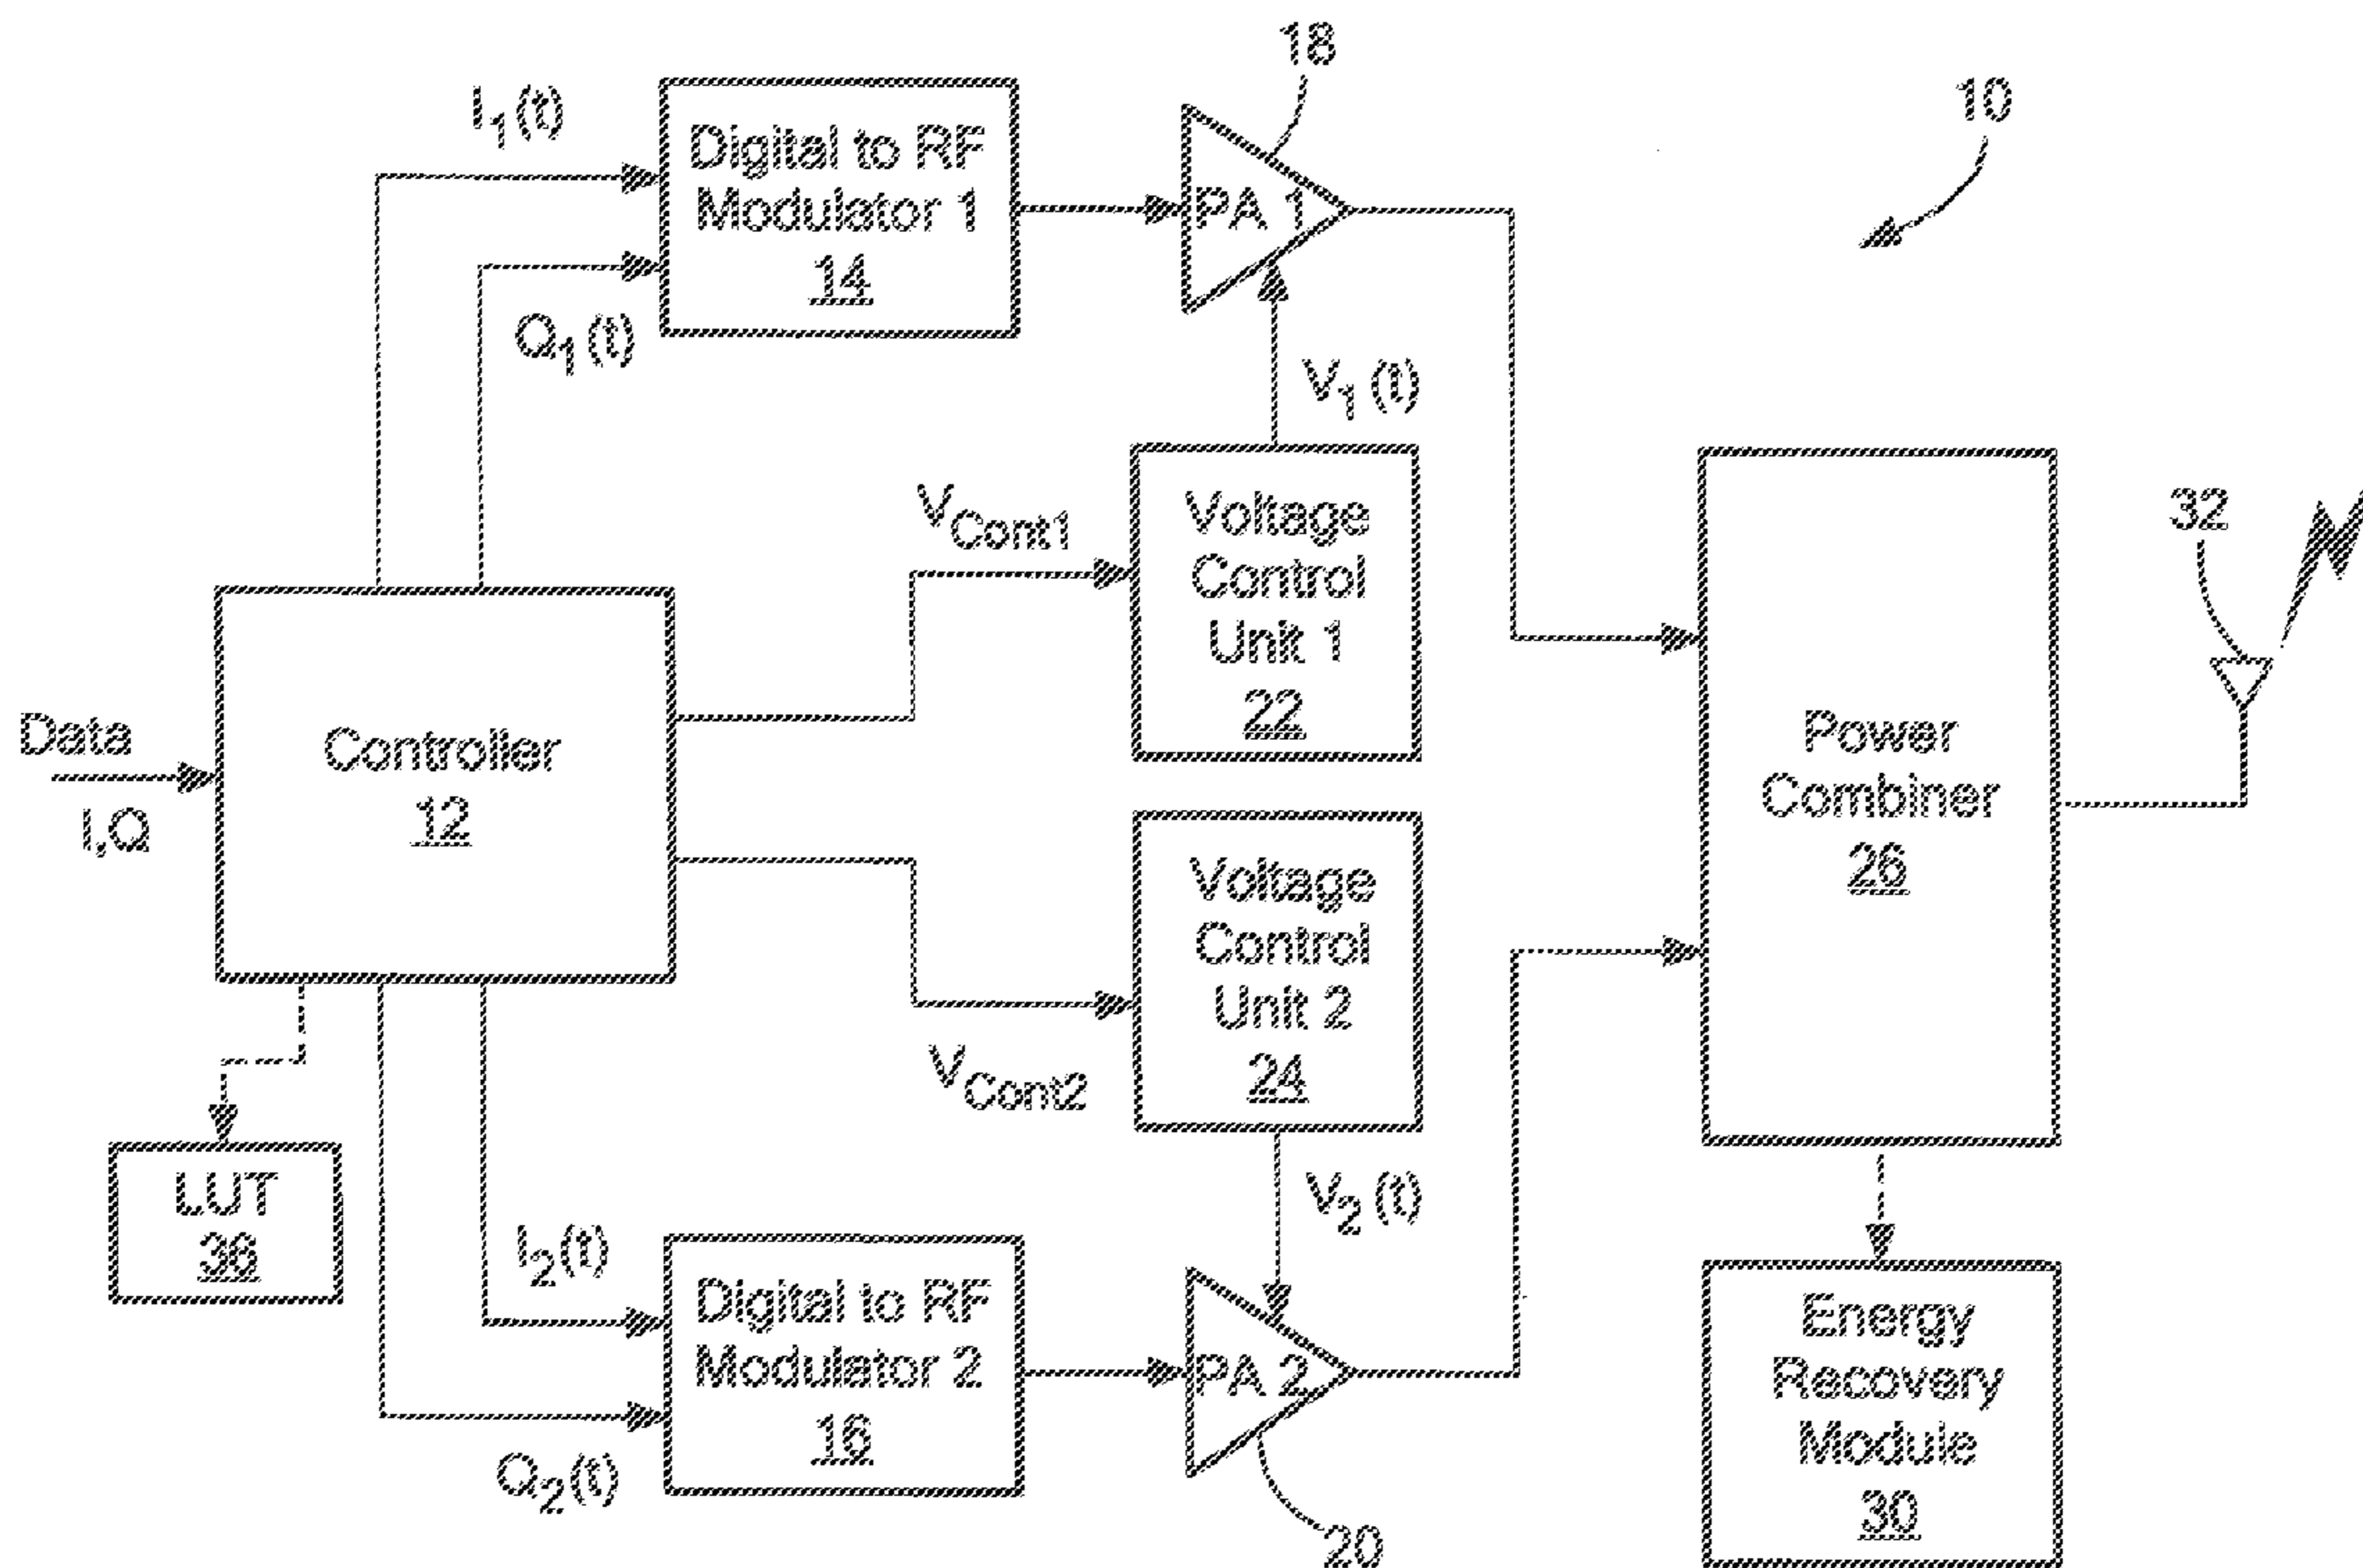 18
10
I1(t)
Digital to RF
Modulator 1
14
PA 1
Q1(t)
V1(t)
VCont1
Voltage
Control
Unit 1
22
32
Data
I,Q
Controller
12
Power
Combiner
26
Voltage
Control
Unit 2
24
VCont2
V2(t)
LUT
36
I2(t)
Digital to RF
Modulator 2
16
PA 2
Q2(t)
20
Energy
Recovery
Module
30